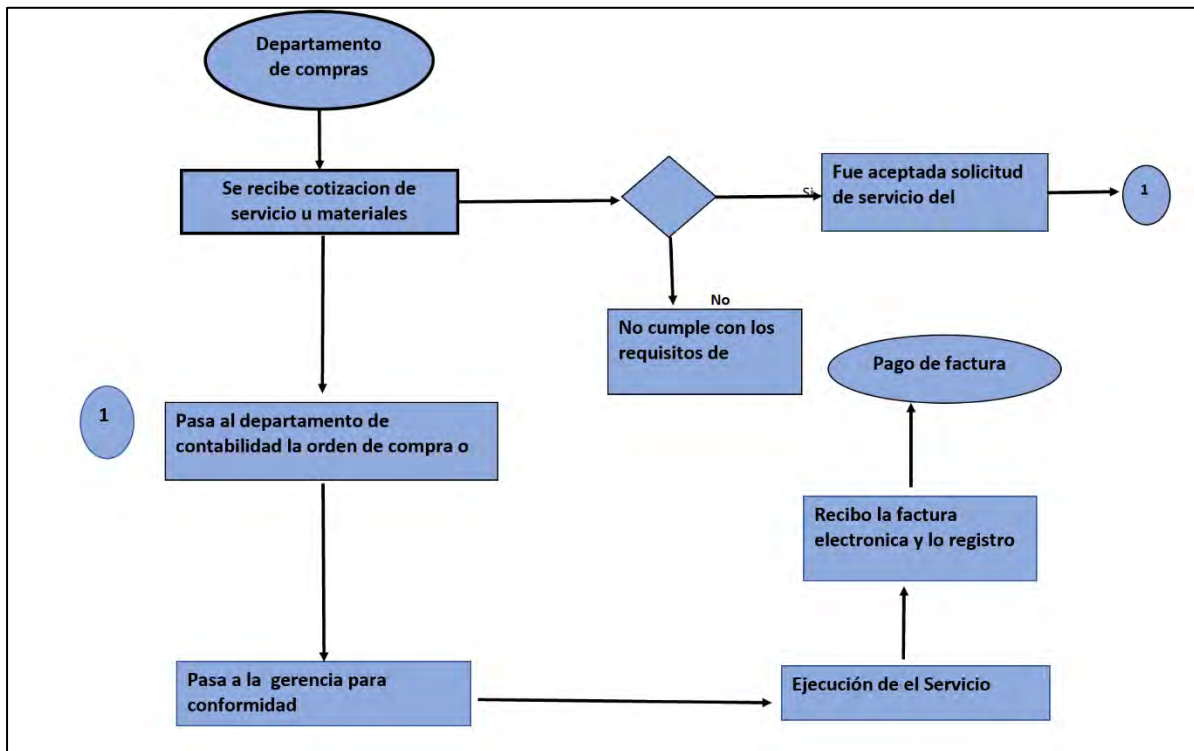 Departamento
de compras
Se recibe cotizacion de
servicio u materiales
Si
Fue aceptada solicitud
de servicio del
1
No
No cumple con los
requisitos de
Pago de factura
1
Pasa al departamento de
contabilidad la orden de compra o
Recibo la factura
electronica y lo registro
Pasa a la gerencia para
conformidad
Ejecución de el Servicio